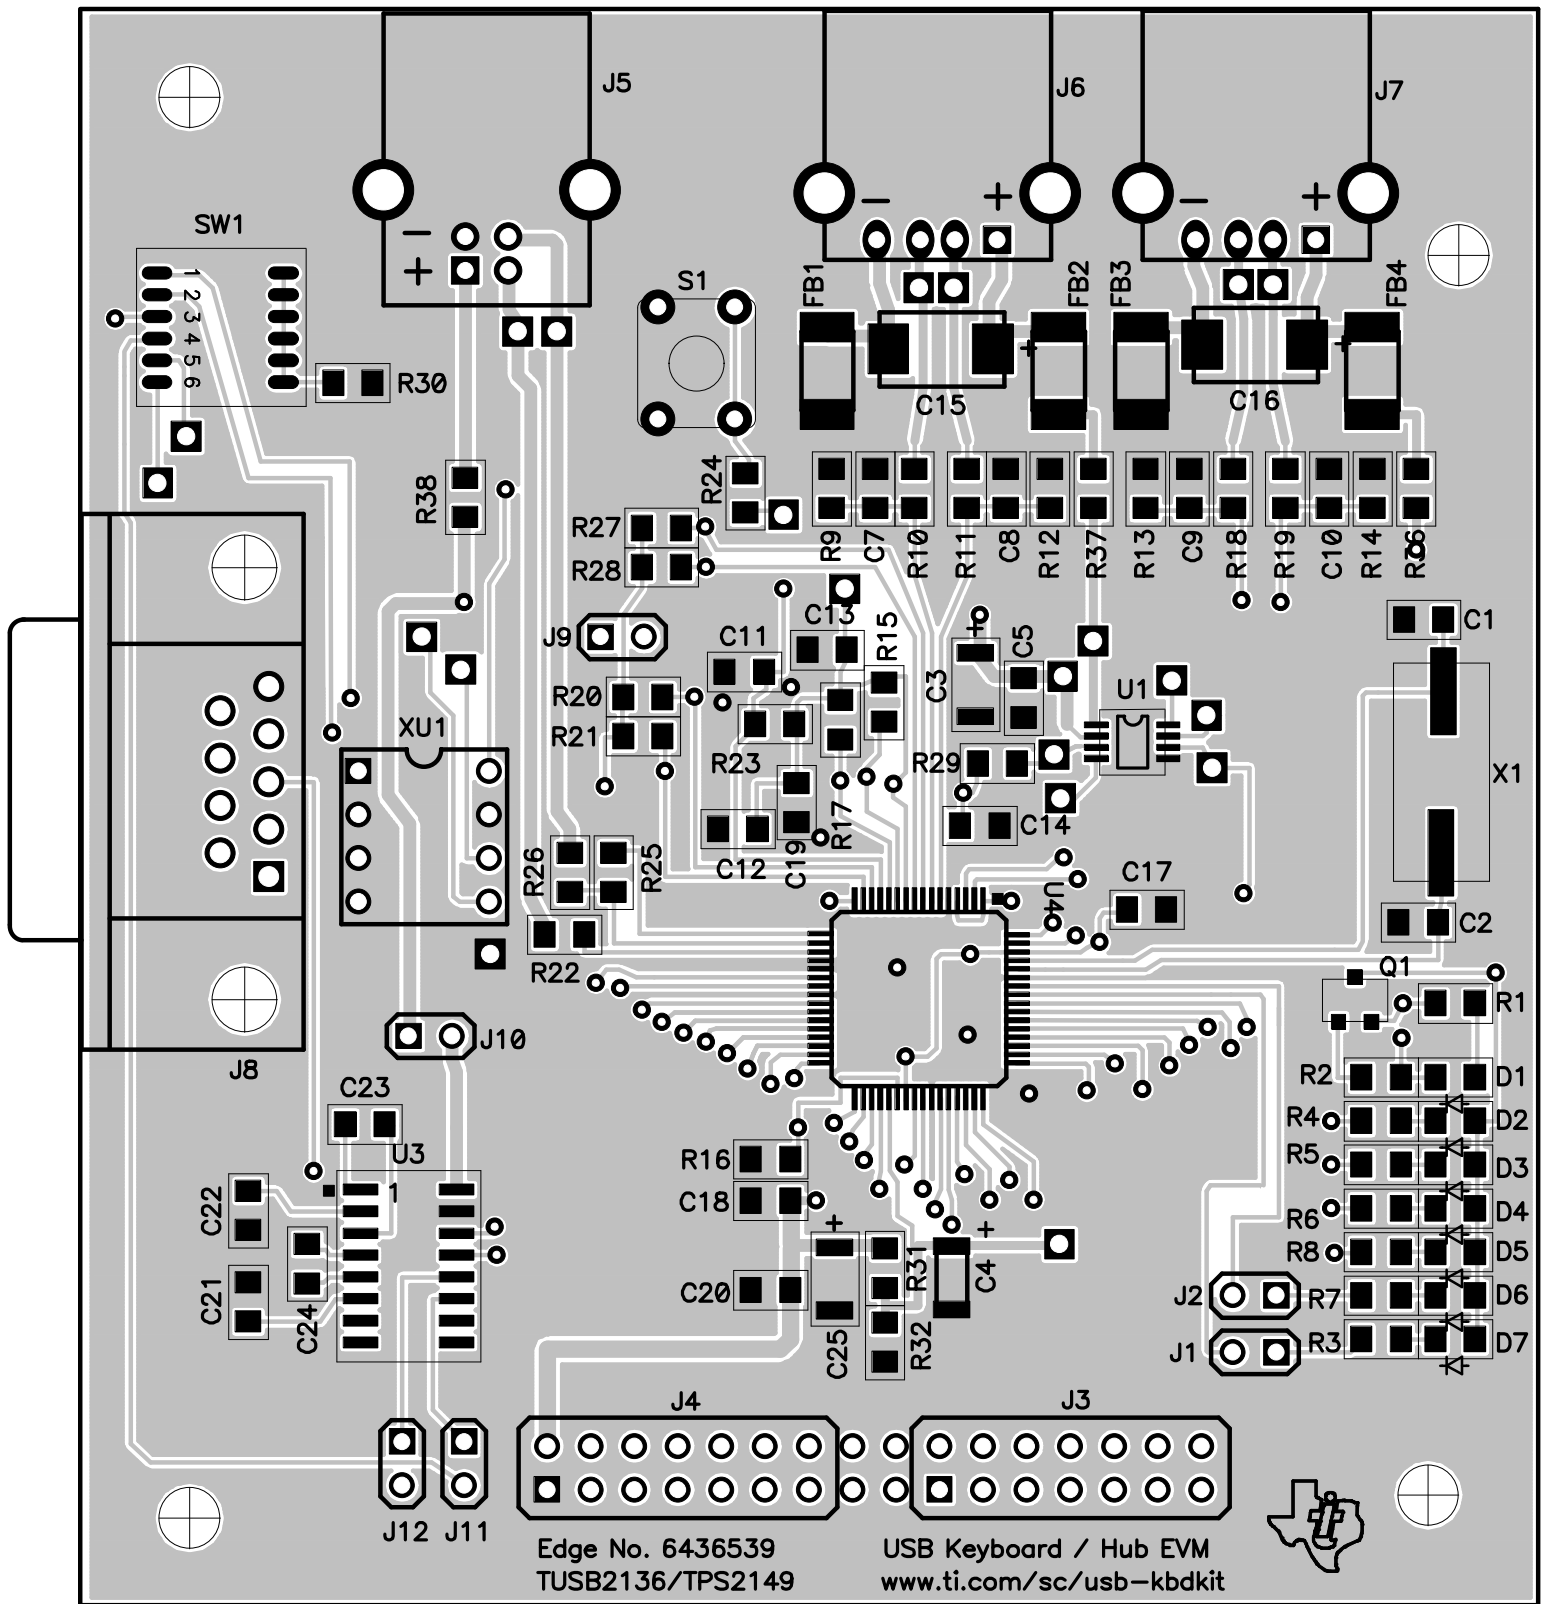 J5
J6
J7
- +
- +
SW1
-
+
1
2
3
4
5
6
S1
FB1
FB2
FB3
FB4
+
+
R30
C15
C16
R38
R24
R27
R28
R9
C7
R10
R11
C8
R12
R37
R13
C9
R18
R19
C10
R14
R36
C1
J9
C11
C13
R15
+
C3
C5
U1
R20
R21
XU1
R23
R29
X1
R17
C14
C12
C19
R26
R25
U4
C17
C2
R22
Q1
R1
J10
J8
C23
R2
D1
R4
D2
U3
R16
R5
D3
1
C22
C18
R6
D4
+
+
R8
D5
R31
C4
C20
C21
C24
J2
R7
D6
C25
R32
J1
R3
D7
J4
J3
J12
J11
Edge No. 6436539
TUSB2136/TPS2149
USB Keyboard / Hub EVM
www.ti.com/sc/usb-kbdkit